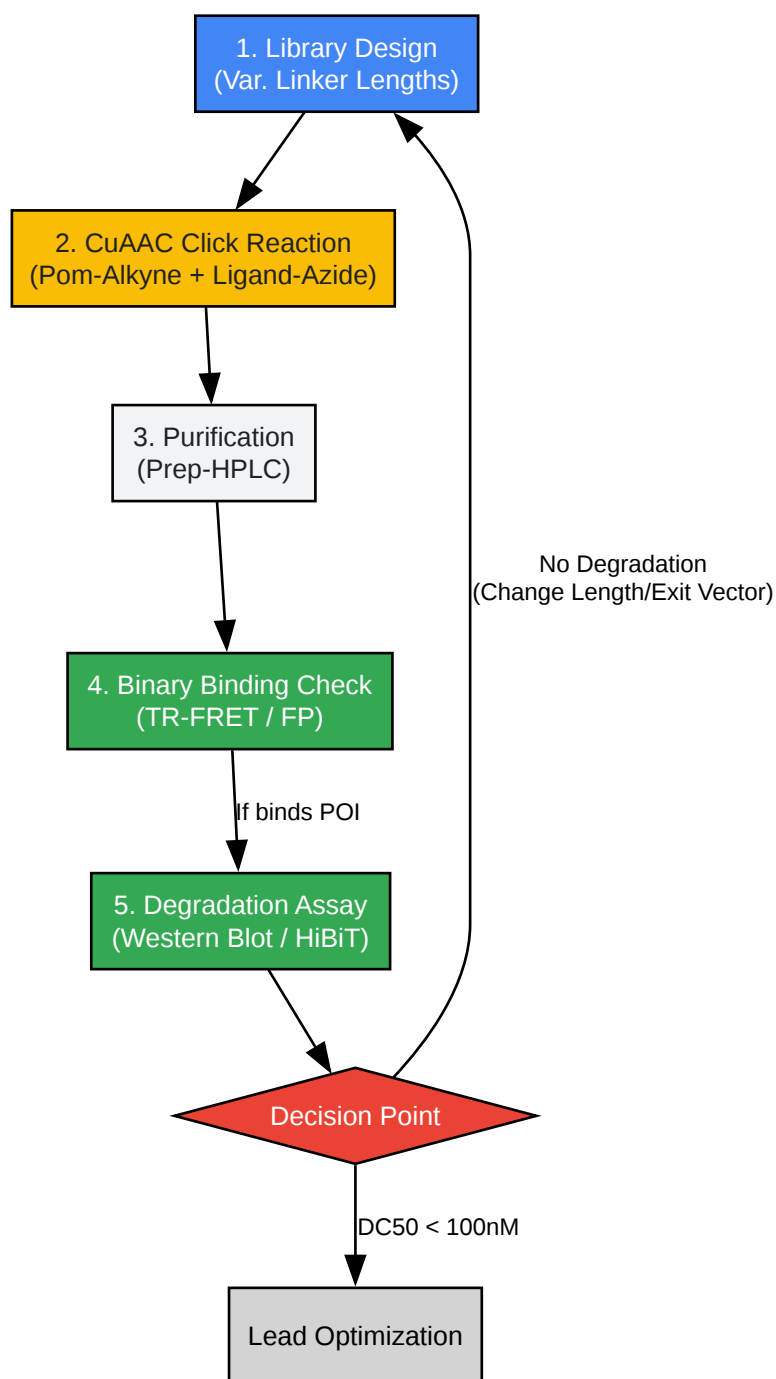 1. Library Design
(Var. Linker Lengths)
2. CuAAC Click Reaction
(Pom-Alkyne + Ligand-Azide)
3. Purification
(Prep-HPLC)
No Degradation
(Change Length/Exit Vector)
4. Binary Binding Check
(TR-FRET / FP)
If binds POI
5. Degradation Assay
(Western Blot / HiBiT)
Decision Point
DC50 < 100nM
Lead Optimization